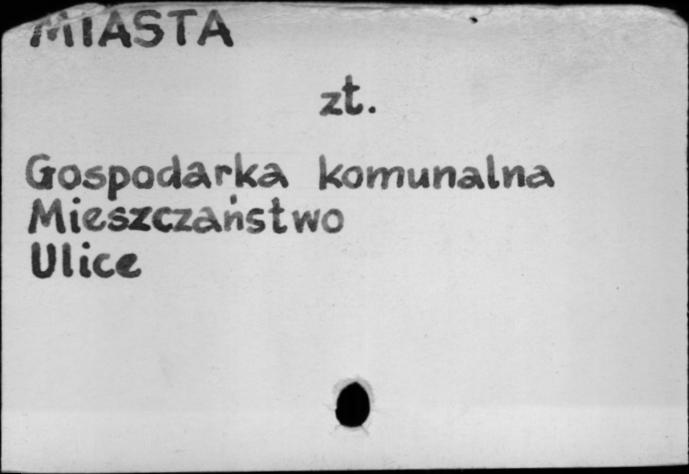 MIASTA
zt.
Gospodarka komunalna
Mieszczaństwo
Ulice